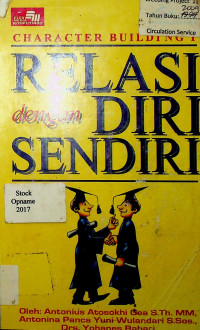 Tahun Buku:
Circulation Service
CHARACTER BUILDING I
RELASI
dengan DIRI
SENDIRI
Stock
Opname
2017
Oleh: Antonius Atosokhi Gea S.Th. MM,
Antonina Panca Yuni Wulandari S.Sos.,
Drs. Yohanes Babari